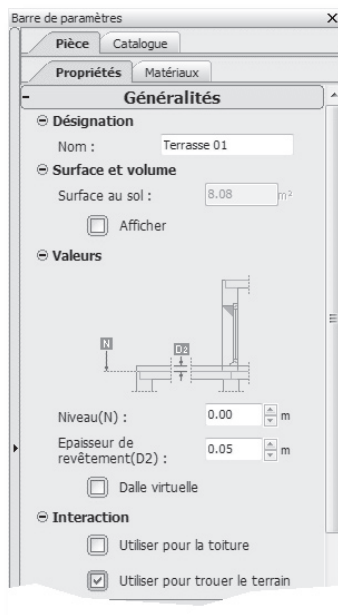 Barre de paramètres X
Pièce Catalogue
Propriétés Matériaux
- Généralités
Désignation
Nom : Terrasse 01
Surface et volume
Surface au sol : 8.08 m²
Afficher
Valeurs
N D2
Niveau(N) : 0.00 m
Epaisseur de
revêtement(D2) : 0.05 m
Dalle virtuelle
Interaction
Utiliser pour la toiture
Utiliser pour trouer le terrain